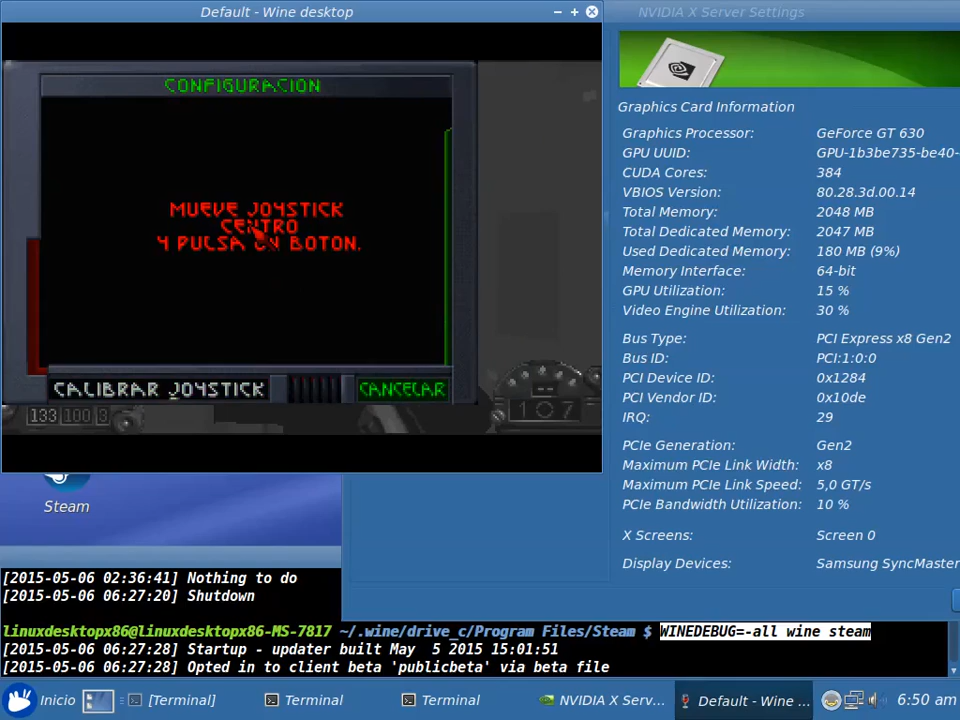 Default - Wine desktop
NVIDIA X Server Settings
CONFIGURACION
MUEVE JOYSTICK
CENTRO
Y PULSA UN BOTON.
CALIBRAR JOYSTICK
CANCELAR
133 100 3
107
Graphics Card Information
Graphics Processor: GeForce GT 630
GPU UUID: GPU-1b3be735-be40-
CUDA Cores: 384
VBIOS Version: 80.28.3d.00.14
Total Memory: 2048 MB
Total Dedicated Memory: 2047 MB
Used Dedicated Memory: 180 MB (9%)
Memory Interface: 64-bit
GPU Utilization: 15 %
Video Engine Utilization: 30 %
Bus Type: PCI Express x8 Gen2
Bus ID: PCI:1:0:0
PCI Device ID: 0x1284
PCI Vendor ID: 0x10de
IRQ: 29
PCIe Generation: Gen2
Maximum PCIe Link Width: x8
Maximum PCIe Link Speed: 5,0 GT/s
PCIe Bandwidth Utilization: 10 %
X Screens: Screen 0
Display Devices: Samsung SyncMaster
Steam
[2015-05-06 02:36:41] Nothing to do
[2015-05-06 06:27:20] Shutdown
linuxdesktopx86@linuxdesktopx86-MS-7817 ~/.wine/drive_c/Program Files/Steam $ WINEDEBUG=-all wine steam
[2015-05-06 06:27:28] Startup - updater built May  5 2015 15:01:51
[2015-05-06 06:27:28] Opted in to client beta 'publicbeta' via beta file
Inicio [Terminal] Terminal Terminal NVIDIA X Serv... Default - Wine ... 6:50 am